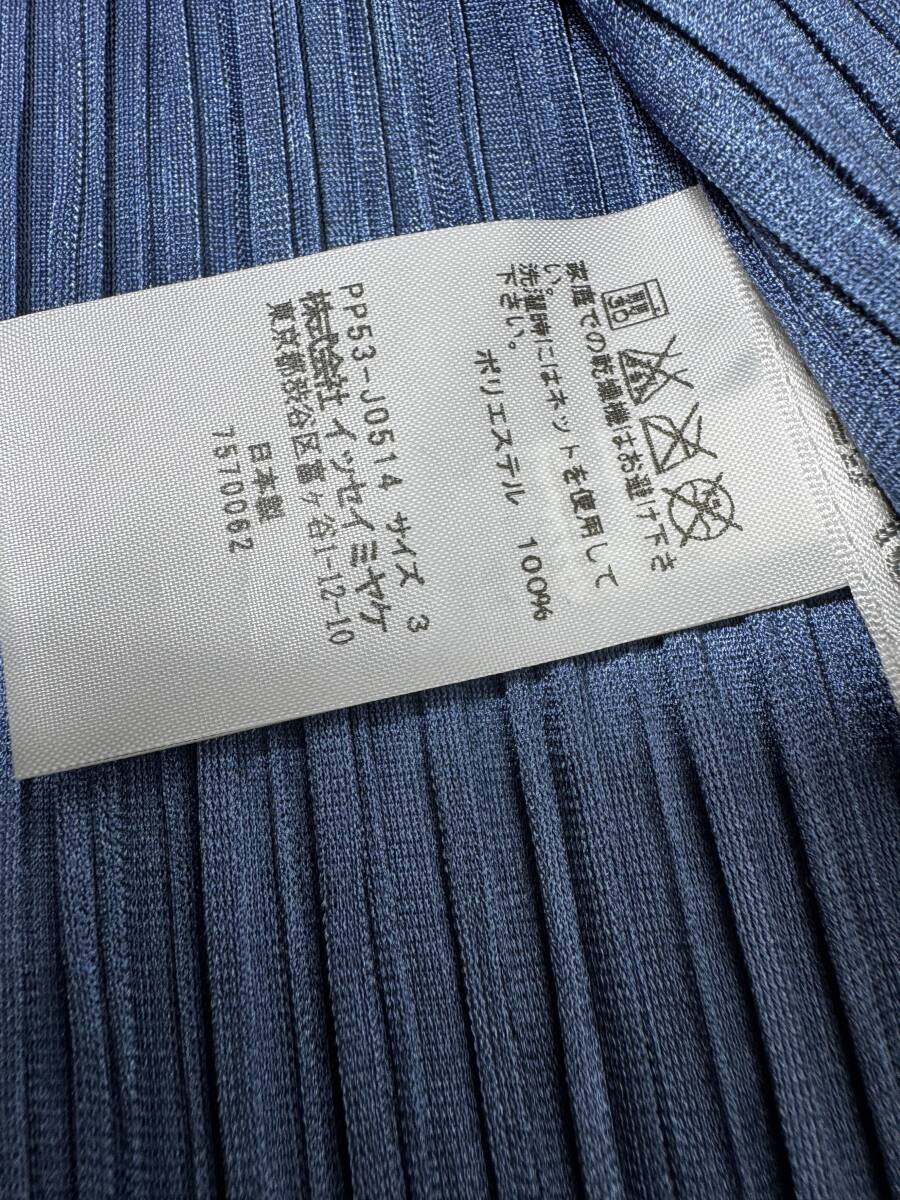 家庭での乾燥機はお避け下さ
い。
洗濯時にはネットを使用して
下さい。
ポリエステル 100%
PP53-J0514 サイズ 3
株式会社イッセイミヤケ
東京都渋谷区富ヶ谷1-12-10
日本製
7570062